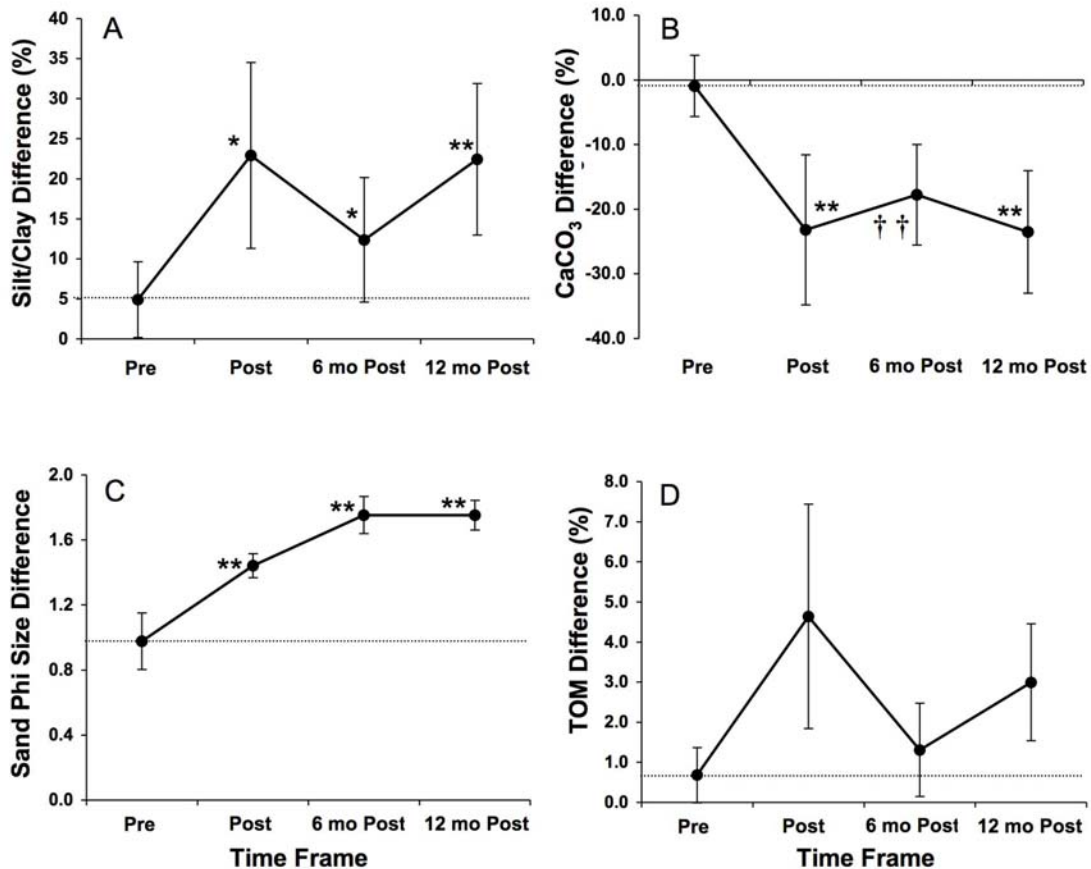 A
Silt/Clay Difference (%)
40
35
30
25
20
15
10
5
0
*
*
**
Pre Post 6 mo Post 12 mo Post
B
CaCO3 Difference (%)
10.0
0.0
-10.0
-20.0
-30.0
-40.0
**
† †
**
Pre Post 6 mo Post 12 mo Post
C
Sand Phi Size Difference
2.0
1.6
1.2
0.8
0.4
0.0
**
**
**
Pre Post 6 mo Post 12 mo Post
Time Frame
D
TOM Difference (%)
8.0
7.0
6.0
5.0
4.0
3.0
2.0
1.0
0.0
Pre Post 6 mo Post 12 mo Post
Time Frame